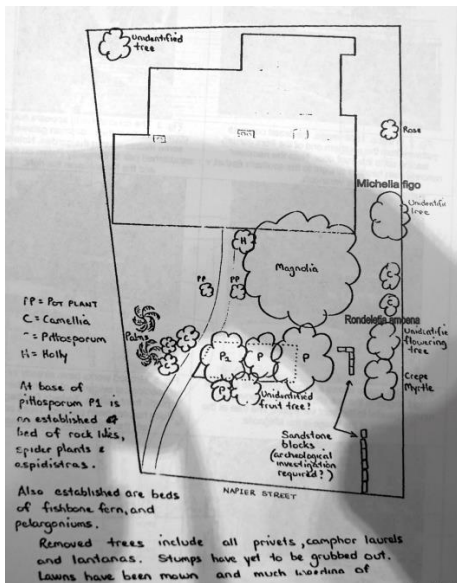 Unidentified
tree
Rose
Michelia figo
Unidentifie
tree
H
Magnolia
PP
PP
C
C
Rondeletia amoena
Unidentifie
flowering
tree
PP = POT PLANT
C = Camellia
= Pittosporum
H = Holly
Palms
P1
P
P
Crepe
Myrtle
Unidentified
fruit tree?
At base of
pittosporum P1 is
an established
bed of rock lilies,
spider plants &
aspidistras.
Sandstone
blocks
(archeological
investigation
required?)
NAPIER STREET
Also established are beds
of fishbone fern, and
pelargoniums.
Removed trees include all privets, camphor laurels
and lantanas. Stumps have yet to be grubbed out.
Lawns have been mown and much of